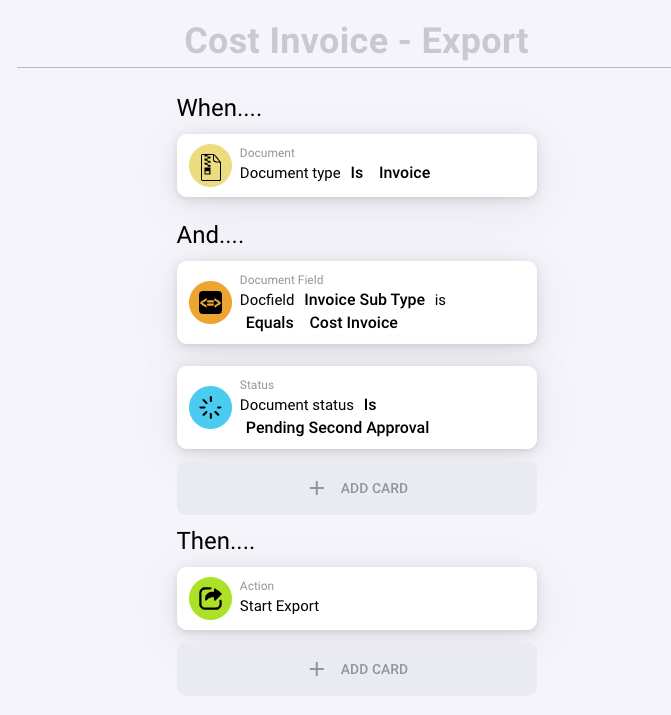 Cost Invoice - Export
When....
Document
Document type Is Invoice
And....
Document Field
Docfield Invoice Sub Type is
Equals Cost Invoice
Status
Document status Is
Pending Second Approval
+ ADD CARD
Then....
Action
Start Export
+ ADD CARD